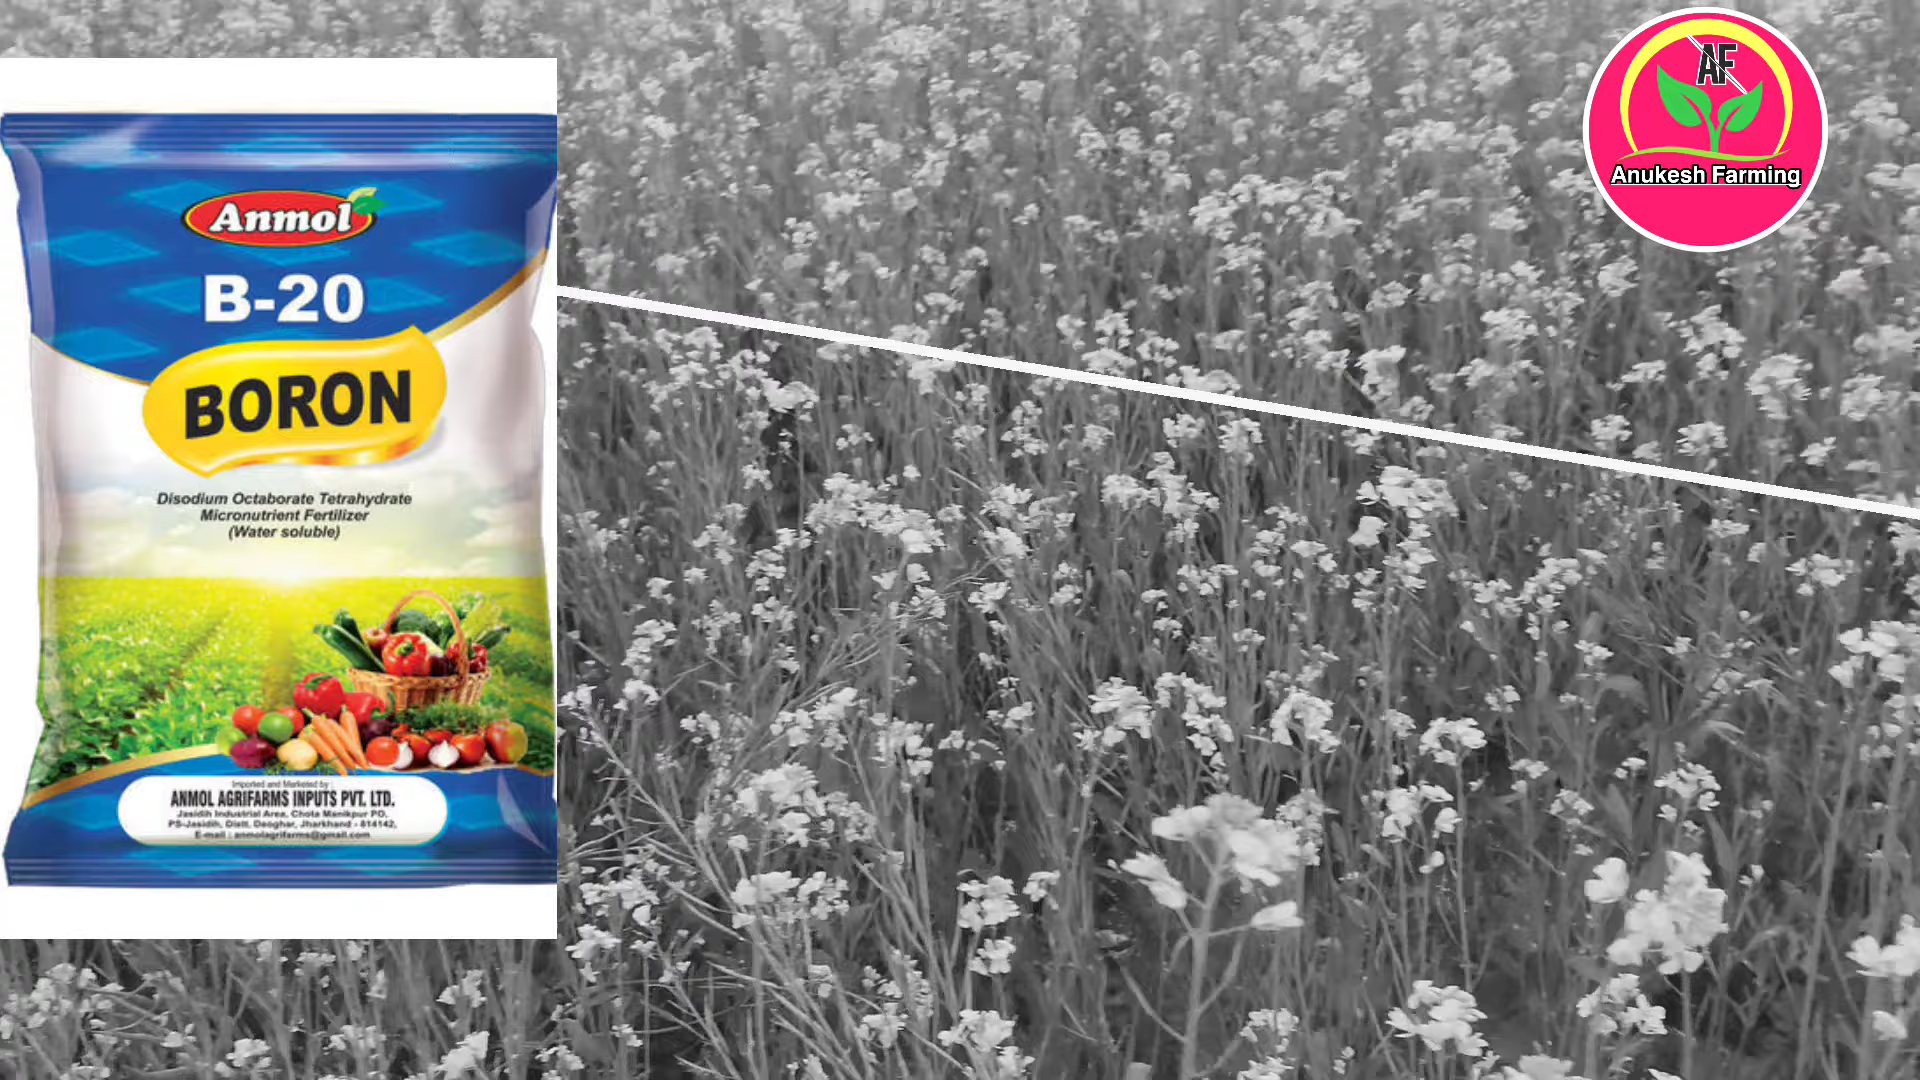 Anmol
B-20
BORON
Disodium Octaborate Tetrahydrate
Micronutrient Fertilizer
(Water soluble)
Imported and Marketed by :
ANMOL AGRIFARMS INPUTS PVT. LTD.
Jasidih Industrial Area, Chota Manikpur PO,
PS-Jasidih, Distt. Deoghar, Jharkhand - 814142,
E-mail : anmolagrifarms@gmail.com
AF
Anukesh Farming